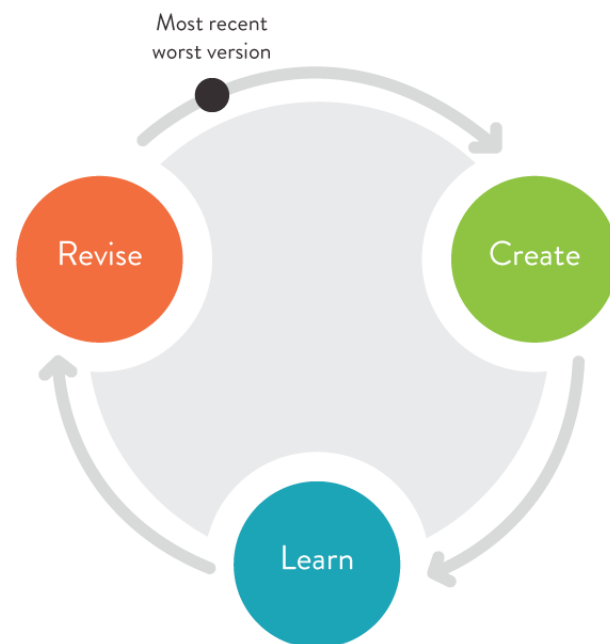 Most recent
worst version
Revise
Create
Learn